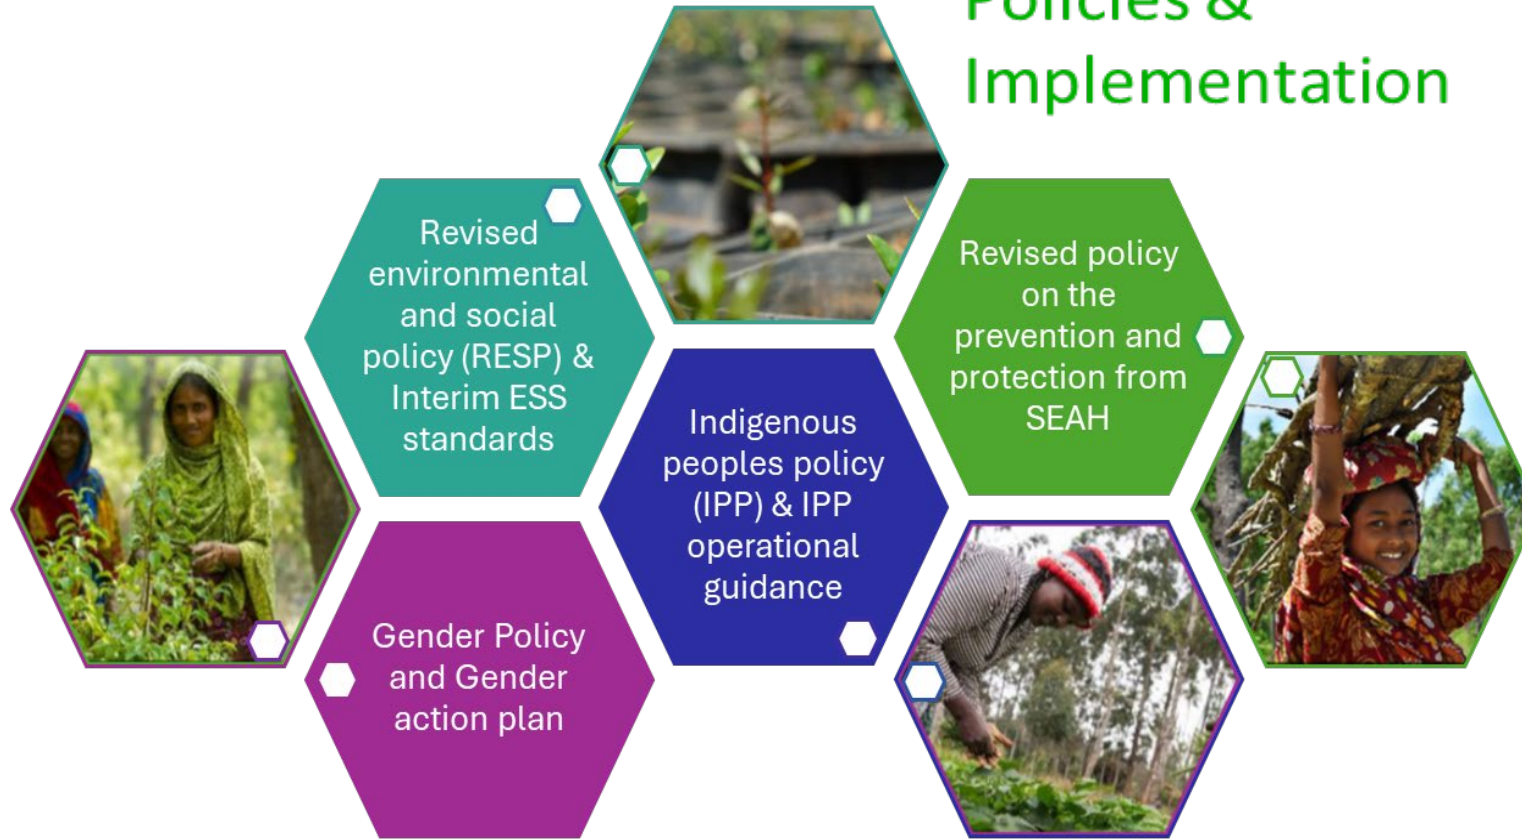 Policies &
Implementation
Revised
environmental
and social
policy (RESP) &
Interim ESS
standards
Revised policy
on the
prevention and
protection from
SEAH
Indigenous
peoples policy
(IPP) & IPP
operational
guidance
Gender Policy
and Gender
action plan